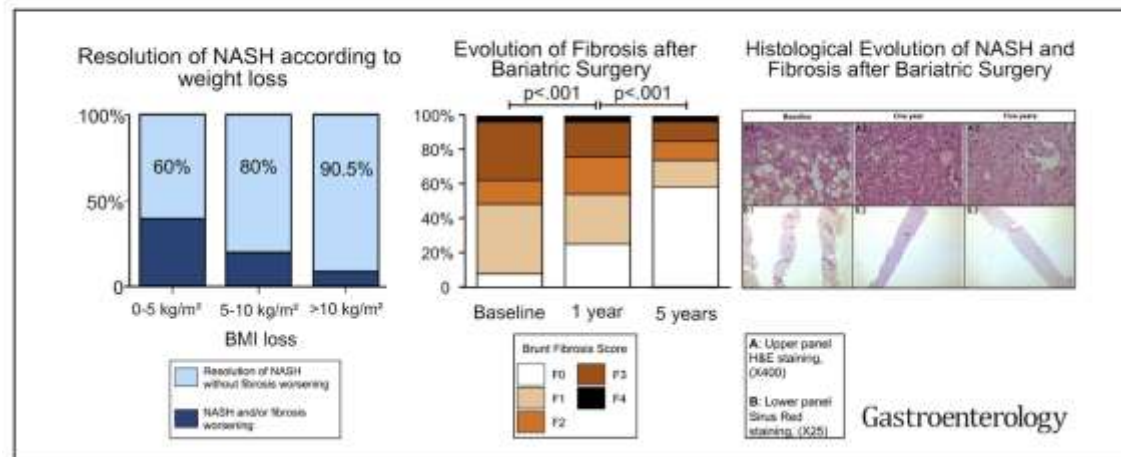 Resolution of NASH according to
weight loss
100%
50%
0
60%
80%
90.5%
0-5 kg/m²
5-10 kg/m²
>10 kg/m²
BMI loss
Resolution of NASH
without fibrosis worsening
NASH and/or fibrosis
worsening
Evolution of Fibrosis after
Bariatric Surgery
p<.001
p<.001
100%
80%
60%
40%
20%
0
Baseline
1 year
5 years
Brunt Fibrosis Score
F0
F3
F1
F4
F2
Histological Evolution of NASH and
Fibrosis after Bariatric Surgery
Baseline
One year
Five years
A: Upper panel
H&E staining,
(X400)
B: Lower panel
Sirus Red
staining, (X25)
Gastroenterology